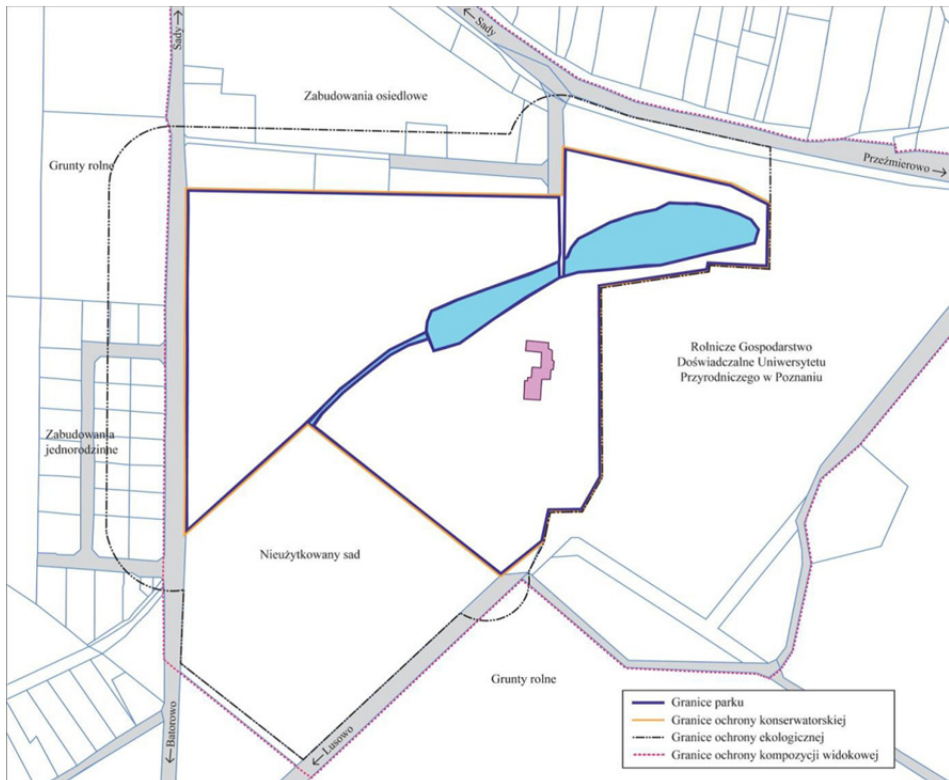 Sady
Sady
Zabudowania osiedlowe
Grunty rolne
Przeźmierowo
Rolnicze Gospodarstwo
Doświadczalne Uniwersytetu
Przyrodniczego w Poznaniu
Zabudowania
jednorodzinne
Nieużytkowany sad
Grunty rolne
Batorowo
Lusowo
Granice parku
Granice ochrony konserwatorskiej
Granice ochrony ekologicznej
Granice ochrony kompozycji widokowej